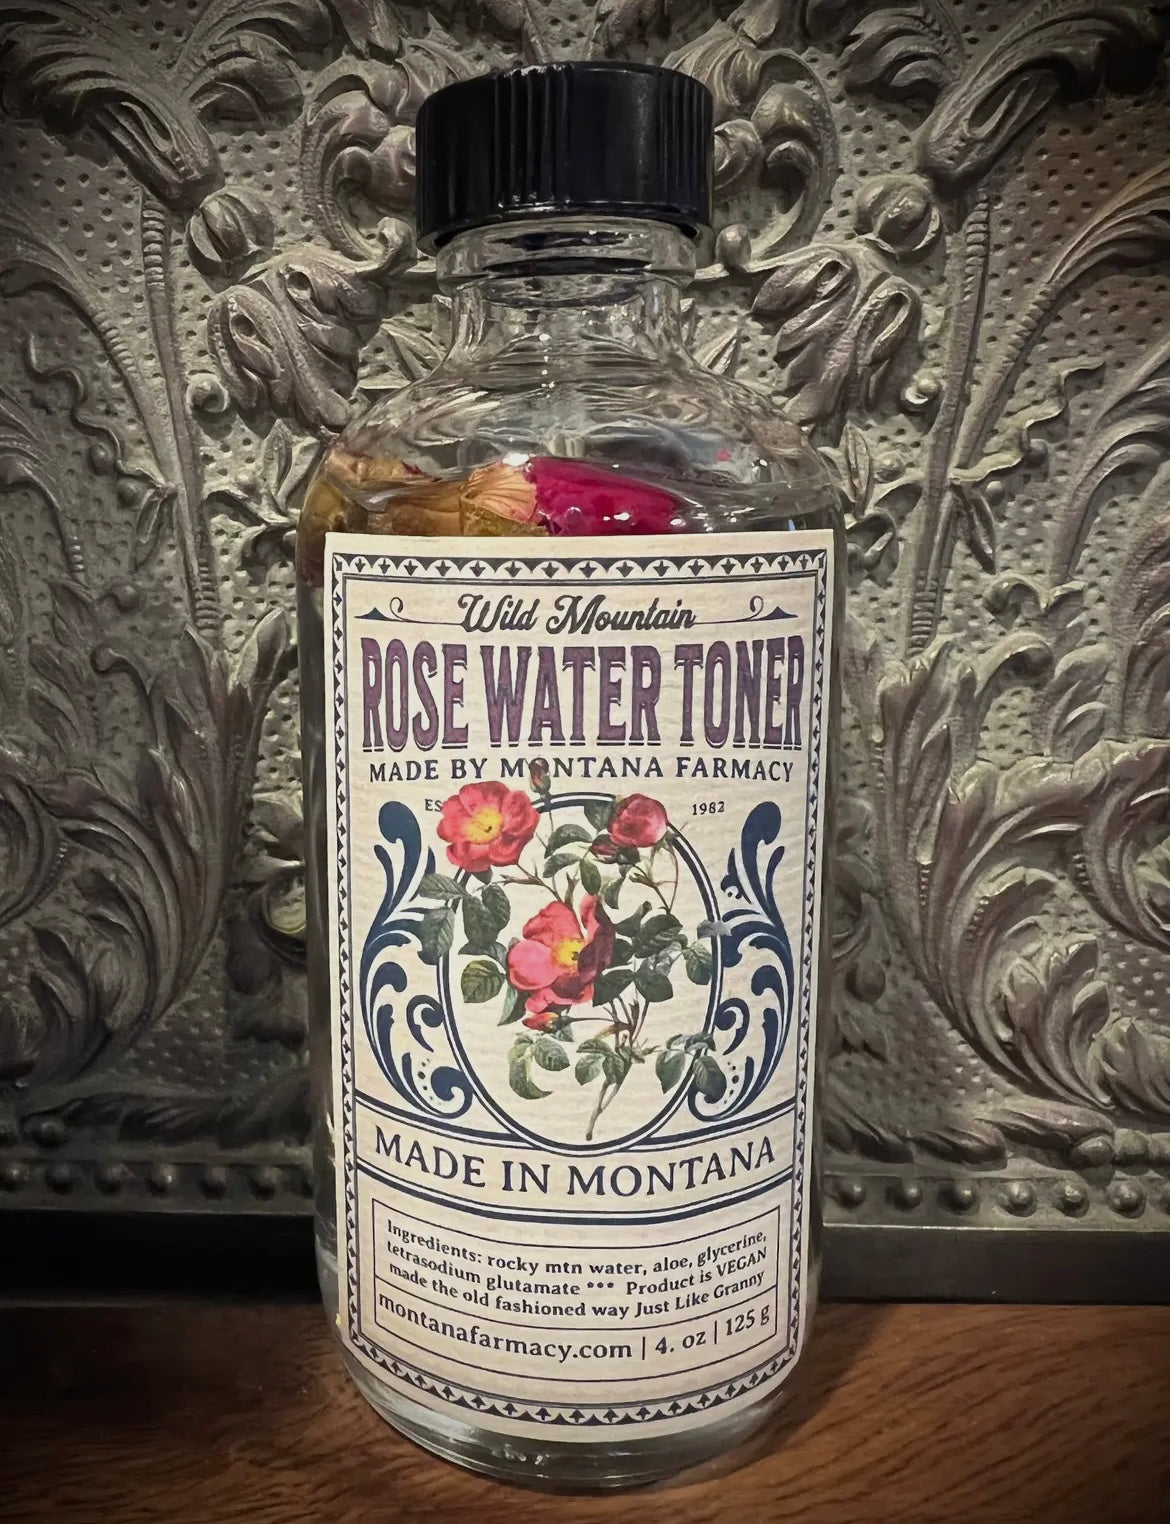 Wild Mountain
ROSE WATER TONER
MADE BY MONTANA FARMACY
ES 1982
MADE IN MONTANA
Ingredients: rocky mtn water, aloe, glycerine,
tetrasodium glutamate *** Product is VEGAN
made the old fashioned way Just Like Granny
montanafarmacy.com | 4. oz | 125 g